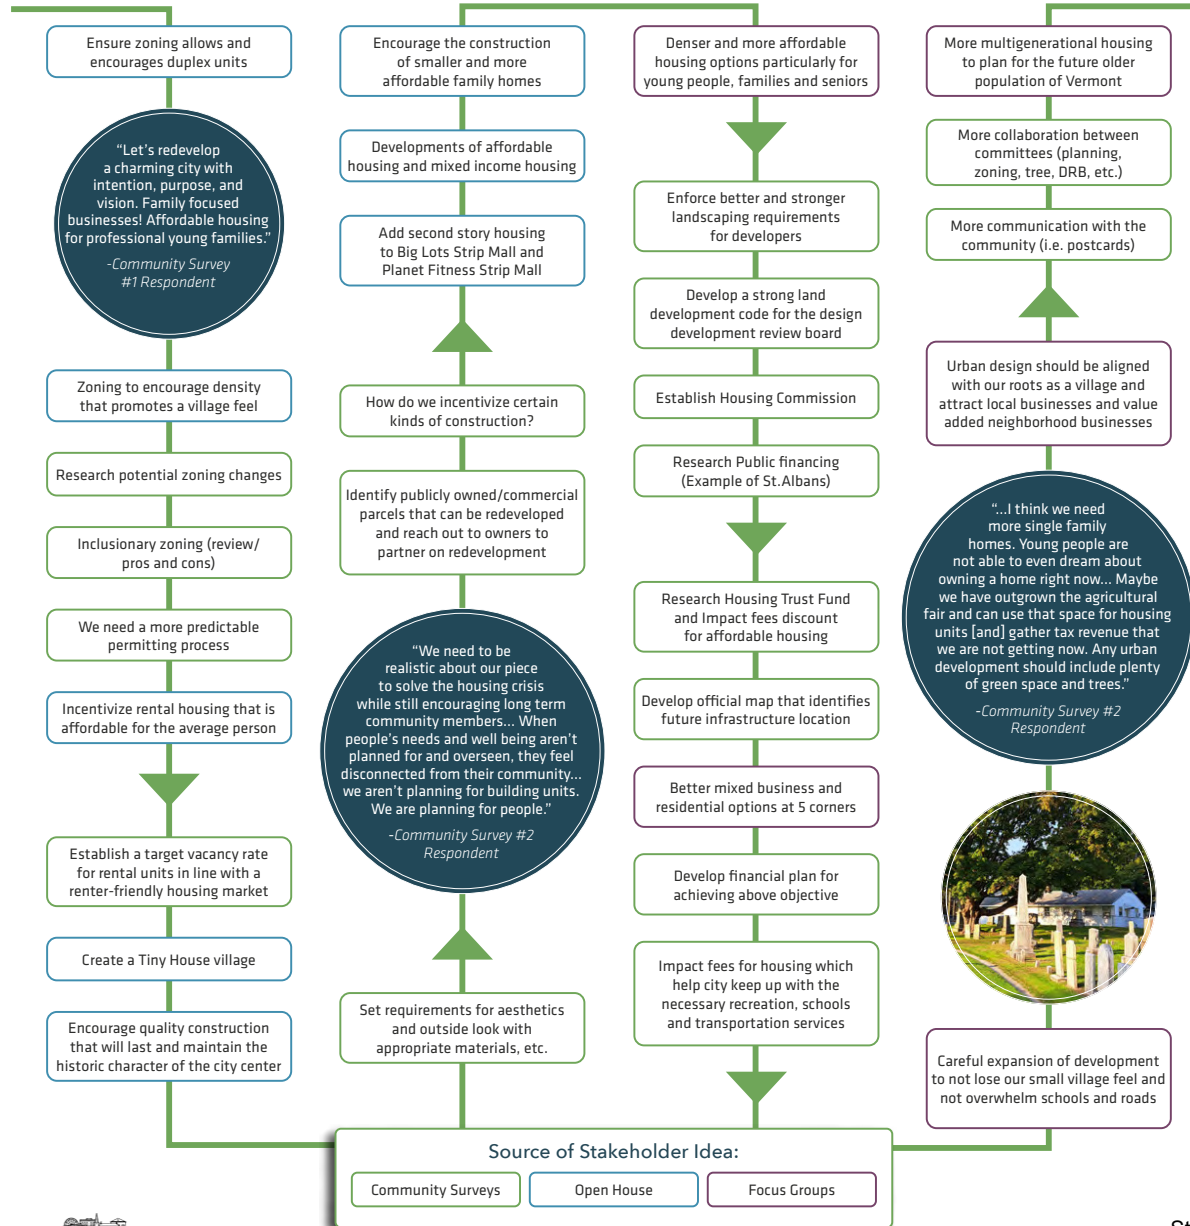 Ensure zoning allows and
encourages duplex units
“Let’s redevelop
a charming city with
intention, purpose, and
vision. Family focused
businesses! Affordable housing
for professional young families.”
-Community Survey
#1 Respondent
Zoning to encourage density
that promotes a village feel
Research potential zoning changes
Inclusionary zoning (review/
pros and cons)
We need a more predictable
permitting process
Incentivize rental housing that is
affordable for the average person
Establish a target vacancy rate
for rental units in line with a
renter-friendly housing market
Create a Tiny House village
Encourage quality construction
that will last and maintain the
historic character of the city center
Encourage the construction
of smaller and more
affordable family homes
Developments of affordable
housing and mixed income housing
Add second story housing
to Big Lots Strip Mall and
Planet Fitness Strip Mall
How do we incentivize certain
kinds of construction?
Identify publicly owned/commercial
parcels that can be redeveloped
and reach out to owners to
partner on redevelopment
“We need to be
realistic about our piece
to solve the housing crisis
while still encouraging long term
community members... When
people’s needs and well being aren’t
planned for and overseen, they feel
disconnected from their community...
we aren’t planning for building units.
We are planning for people.”
-Community Survey #2
Respondent
Set requirements for aesthetics
and outside look with
appropriate materials, etc.
Denser and more affordable
housing options particularly for
young people, families and seniors
Enforce better and stronger
landscaping requirements
for developers
Develop a strong land
development code for the design
development review board
Establish Housing Commission
Research Public financing
(Example of St.Albans)
Research Housing Trust Fund
and Impact fees discount
for affordable housing
Develop official map that identifies
future infrastructure location
Better mixed business and
residential options at 5 corners
Develop financial plan for
achieving above objective
Impact fees for housing which
help city keep up with the
necessary recreation, schools
and transportation services
More multigenerational housing
to plan for the future older
population of Vermont
More collaboration between
committees (planning,
zoning, tree, DRB, etc.)
More communication with the
community (i.e. postcards)
Urban design should be aligned
with our roots as a village and
attract local businesses and value
added neighborhood businesses
“...I think we need
more single family
homes. Young people are
not able to even dream about
owning a home right now... Maybe
we have outgrown the agricultural
fair and can use that space for housing
units [and] gather tax revenue that
we are not getting now. Any urban
development should include plenty
of green space and trees.”
-Community Survey #2
Respondent
Careful expansion of development
to not lose our small village feel and
not overwhelm schools and roads
Source of Stakeholder Idea:
Community Surveys
Open House
Focus Groups